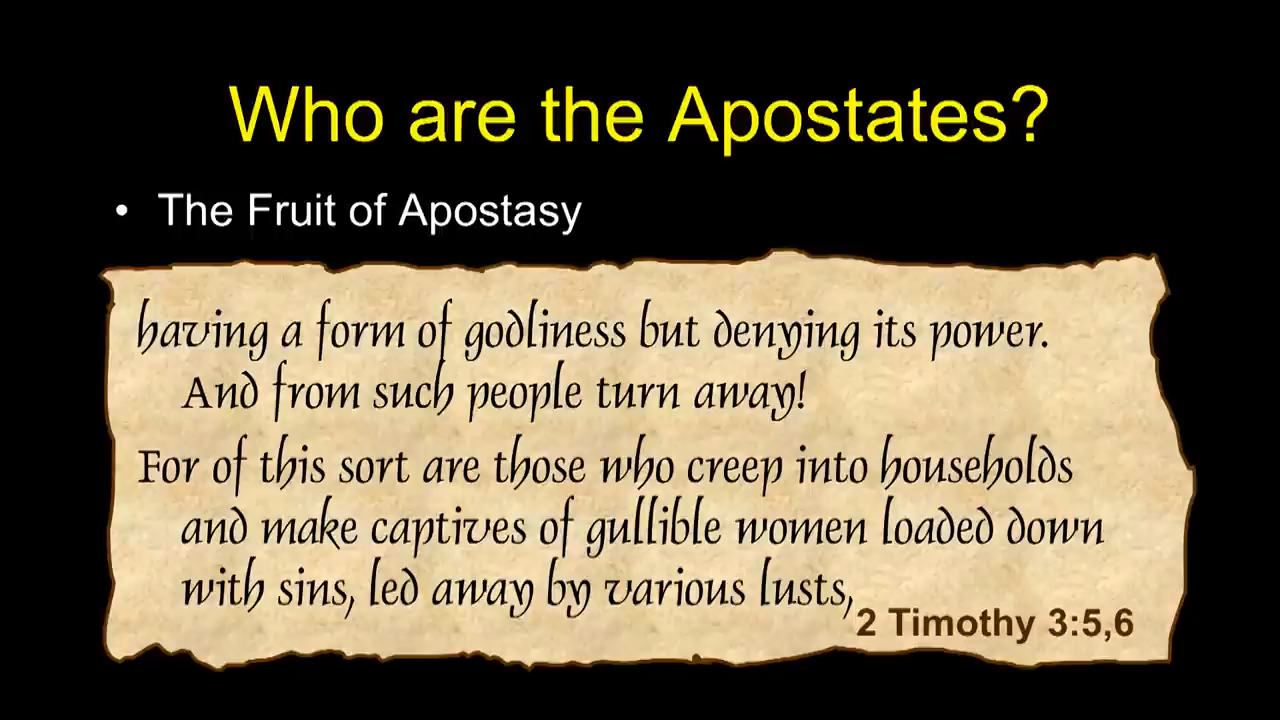 Who are the Apostates?
• The Fruit of Apostasy
having a form of godliness but denying its power.
And from such people turn away!
For of this sort are those who creep into households
and make captives of gullible women loaded down
with sins, led away by various lusts,
2 Timothy 3:5,6